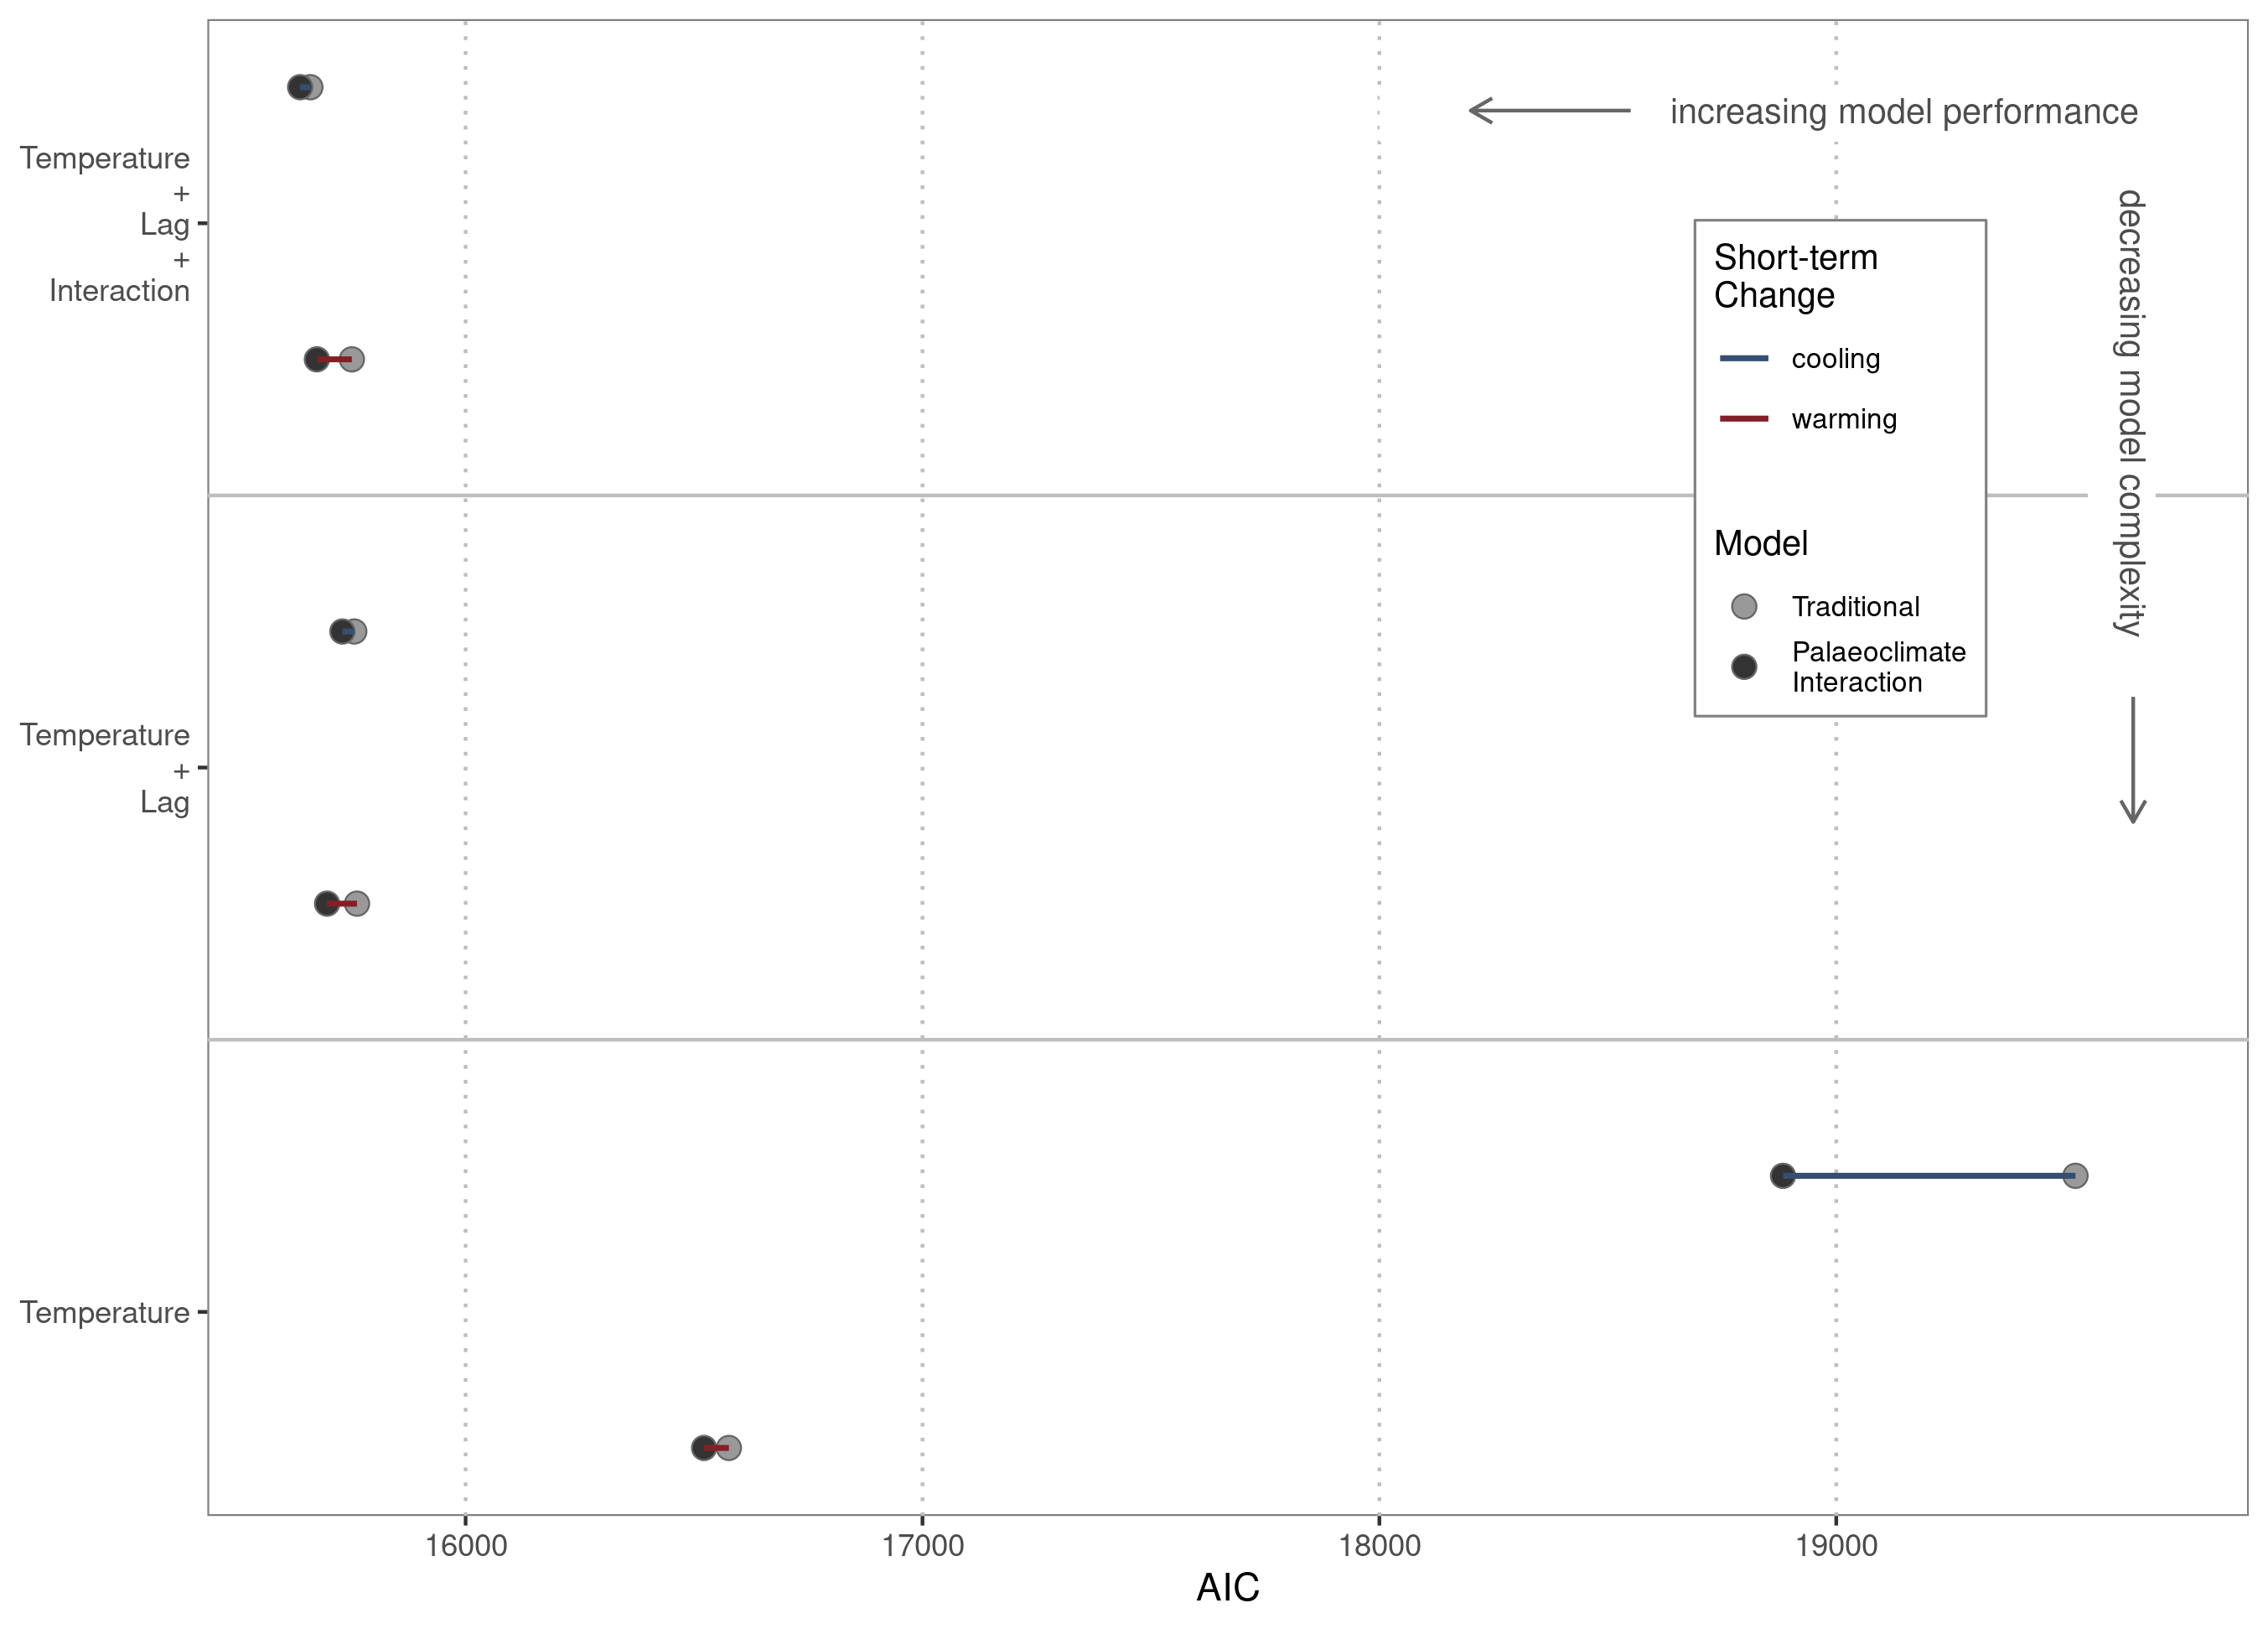 increasing model performance
Temperature
+
Lag
+
Interaction
decreasing model complexity
Short-term
Change
cooling
warming
Model
Traditional
Palaeoclimate
Interaction
Temperature
+
Lag
Temperature
16000
17000
18000
19000
AIC